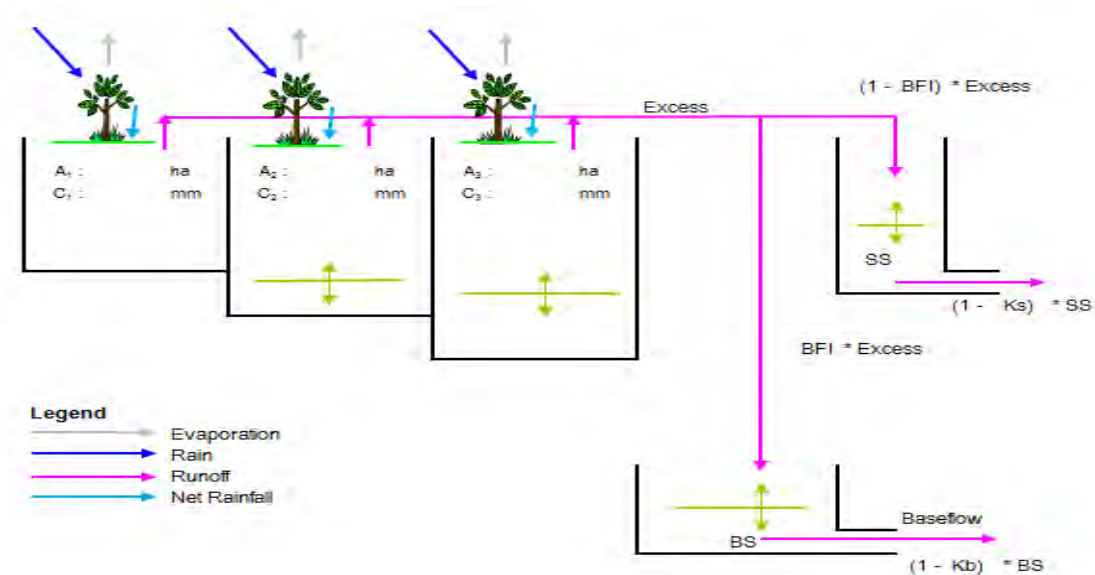 (1 - BFI) * Excess
Excess
A₁ : ha
C₁ : mm
A₂ : ha
C₂ : mm
A₃ : ha
C₃ : mm
SS
(1 - Ks) * SS
BFI * Excess
Legend
Evaporation
Rain
Runoff
Net Rainfall
Baseflow
BS
(1 - Kb) * BS